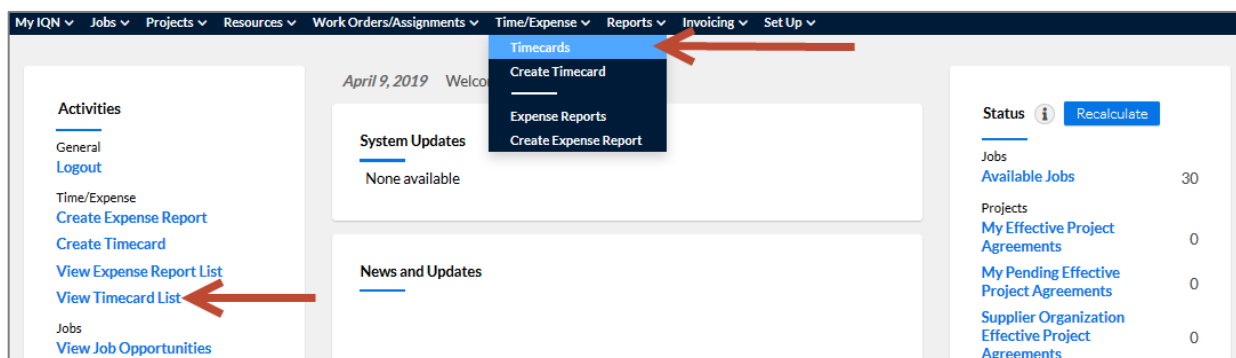 My IQN Jobs Projects Resources Work Orders/Assignments Time/Expense Reports Invoicing Set Up
Timecards
Create Timecard
Expense Reports
Create Expense Report
April 9, 2019
Activities
General
Logout
Time/Expense
Create Expense Report
Create Timecard
View Expense Report List
View Timecard List
Jobs
View Job Opportunities
System Updates
None available
News and Updates
Status i Recalculate
Jobs
Available Jobs 30
Projects
My Effective Project
Agreements 0
My Pending Effective
Project Agreements 0
Supplier Organization
Effective Project 0
Agreements